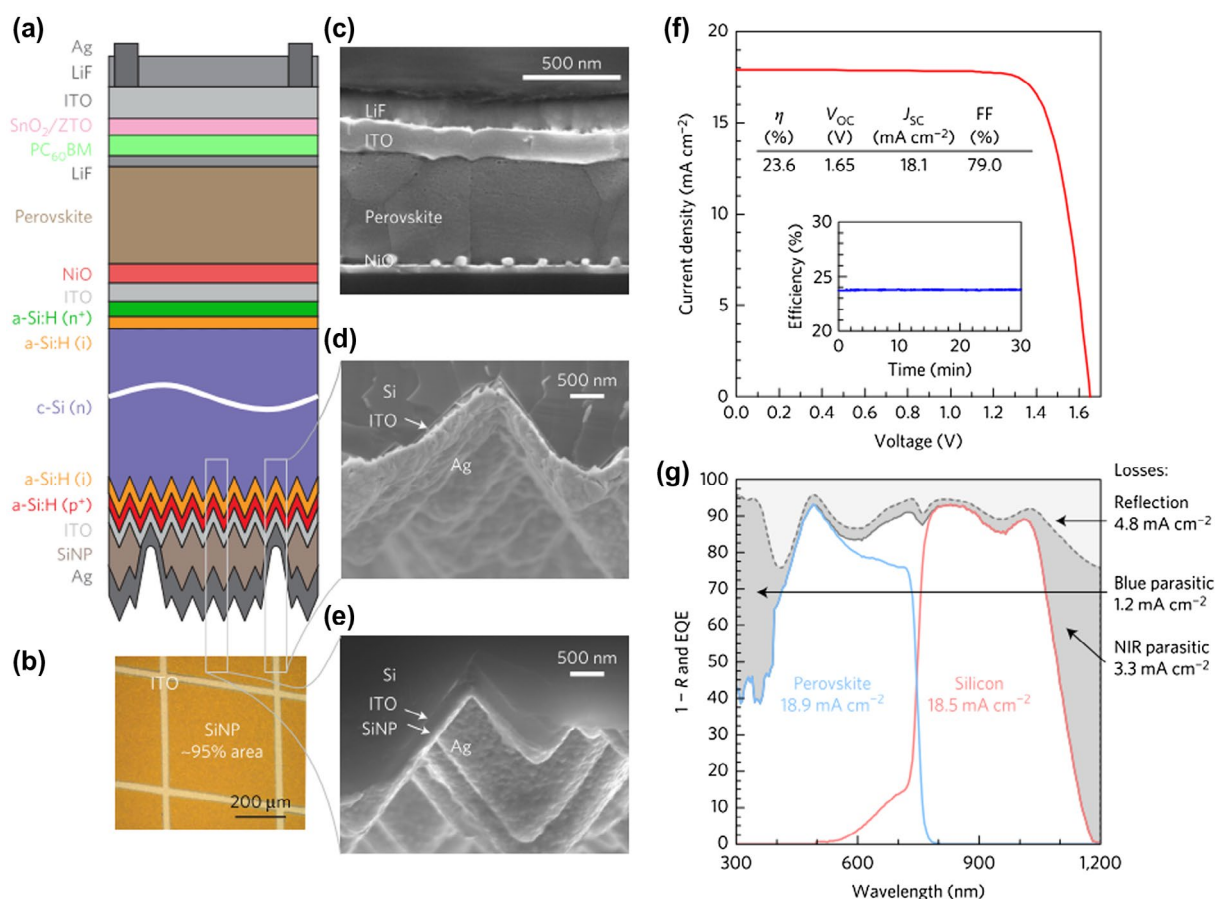 (a)
Ag
LiF
ITO
SnO₂/ZTO
PC₆₀BM
LiF
Perovskite
NiO
ITO
a-Si:H (n⁺)
a-Si:H (i)
c-Si (n)
a-Si:H (i)
a-Si:H (p⁺)
ITO
SiNP
Ag
(b)
ITO
SiNP
~95% area
200 μm
(c)
500 nm
LiF
ITO
Perovskite
NiO
(d)
500 nm
Si
ITO
Ag
(e)
500 nm
Si
ITO
SiNP
Ag
(f)
Current density (mA cm⁻²)
20
16
12
8
4
0
η VOC JSC FF
(%) (V) (mA cm⁻²) (%)
23.6 1.65 18.1 79.0
Efficiency (%)
30
28
26
24
22
20
0 10 20 30
Time (min)
0.0 0.2 0.4 0.6 0.8 1.0 1.2 1.4 1.6
Voltage (V)
(g)
1 − R and EQE
100
90
80
70
60
50
40
30
20
10
0
Perovskite
18.9 mA cm⁻²
Silicon
18.5 mA cm⁻²
300 600 900 1,200
Wavelength (nm)
Losses:
Reflection
4.8 mA cm⁻²
Blue parasitic
1.2 mA cm⁻²
NIR parasitic
3.3 mA cm⁻²